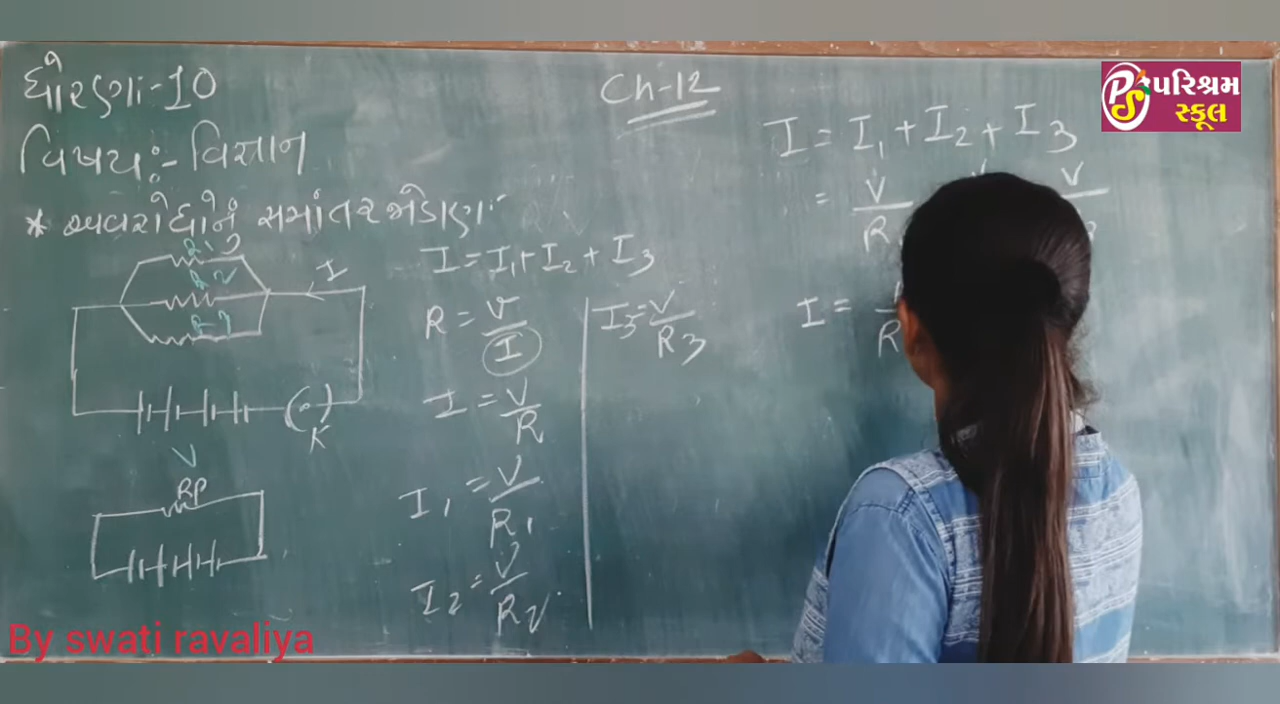 ધોરણઃ-10
Ch-12
પરિશ્રમ
સ્કૂલ
PS
વિષયઃ- વિજ્ઞાન
* અવરોધોનું સમાંતર જોડાણઃ
I
K
V
Rp
I = I₁ + I₂ + I₃
R = V/I
I = V/R
I₁ = V/R₁
I₂ = V/R₂
I₃ = V/R₃
I = I₁ + I₂ + I₃
= V/R V
I = R
By swati ravaliya